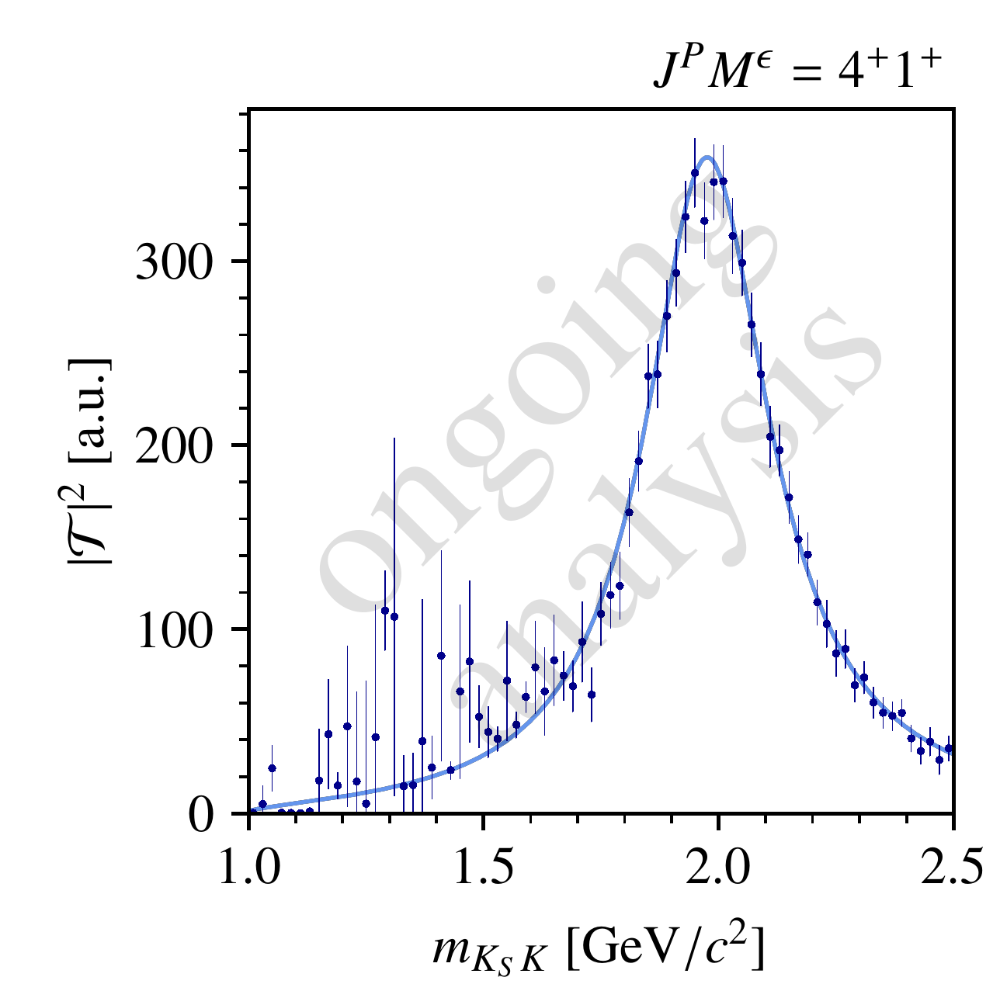 J^P M^ϵ = 4^+ 1^+
|𝒯|^2 [a.u.]
300
200
100
0
ongoing
analysis
1.0 1.5 2.0 2.5
m_{K_S K} [GeV/c^2]